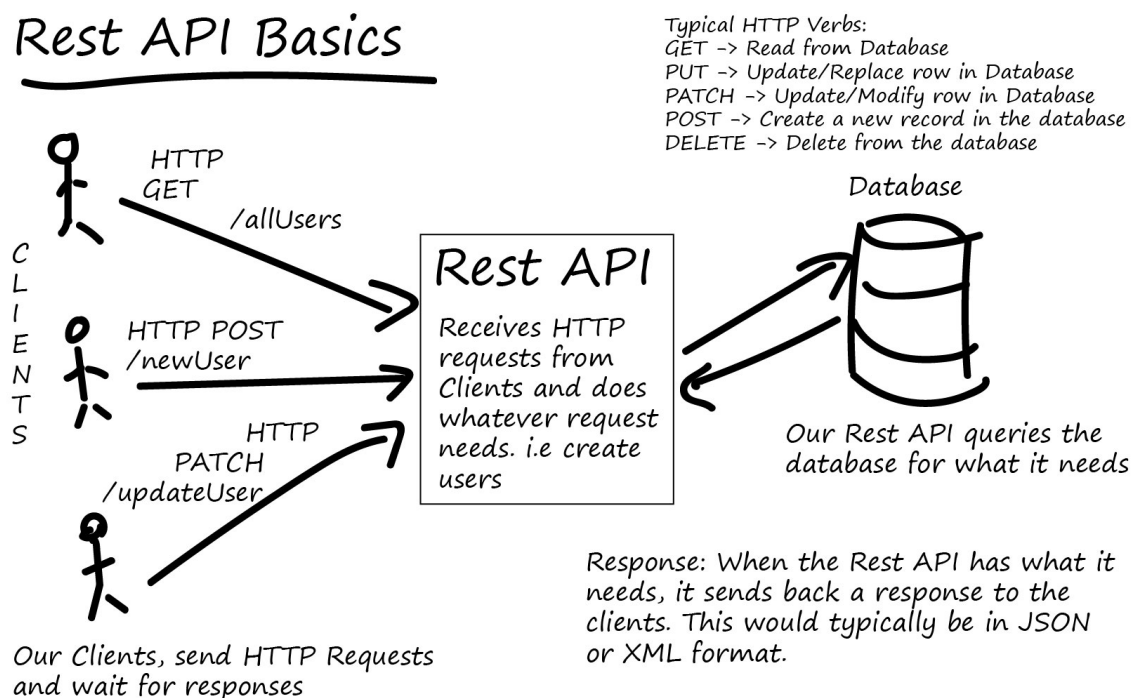 Rest API Basics
Typical HTTP Verbs:
GET -> Read from Database
PUT -> Update/Replace row in Database
PATCH -> Update/Modify row in Database
POST -> Create a new record in the database
DELETE -> Delete from the database
CLIENTS
HTTP
GET
/allUsers
HTTP POST
/newUser
HTTP
PATCH
/updateUser
Our Clients, send HTTP Requests
and wait for responses
Rest API
Receives HTTP
requests from
Clients and does
whatever request
needs. i.e create
users
Database
Our Rest API queries the
database for what it needs
Response: When the Rest API has what it
needs, it sends back a response to the
clients. This would typically be in JSON
or XML format.